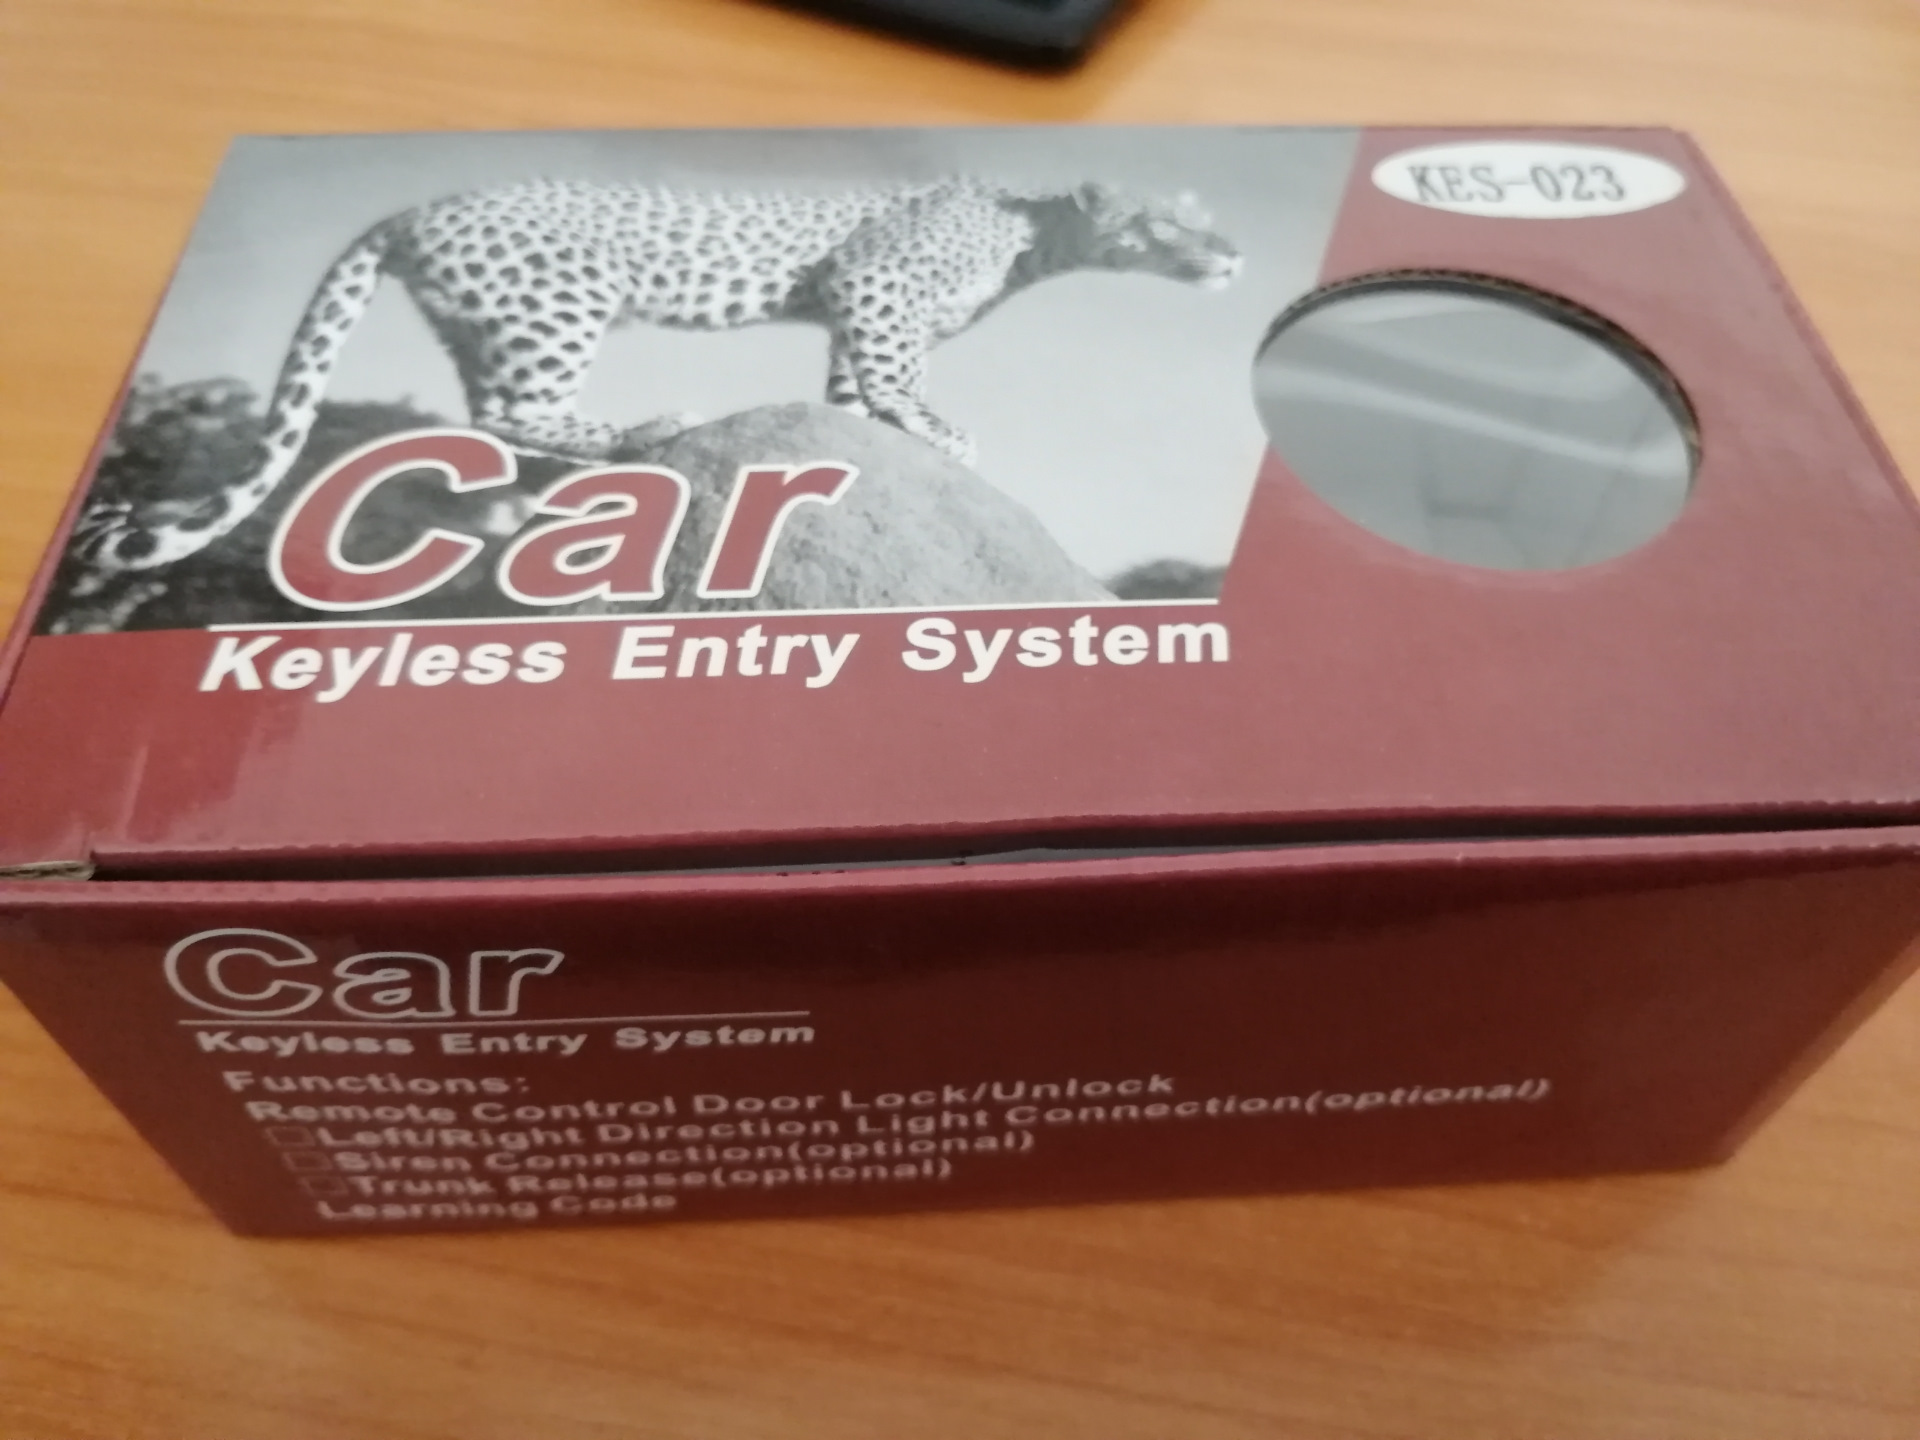 KES-023
Car
Keyless Entry System
Car
Keyless Entry System
Functions:
Remote Control Door Lock/Unlock
Left/Right Direction Light Connection(optional)
Siren Connection(optional)
Trunk Release(optional)
Learning Code